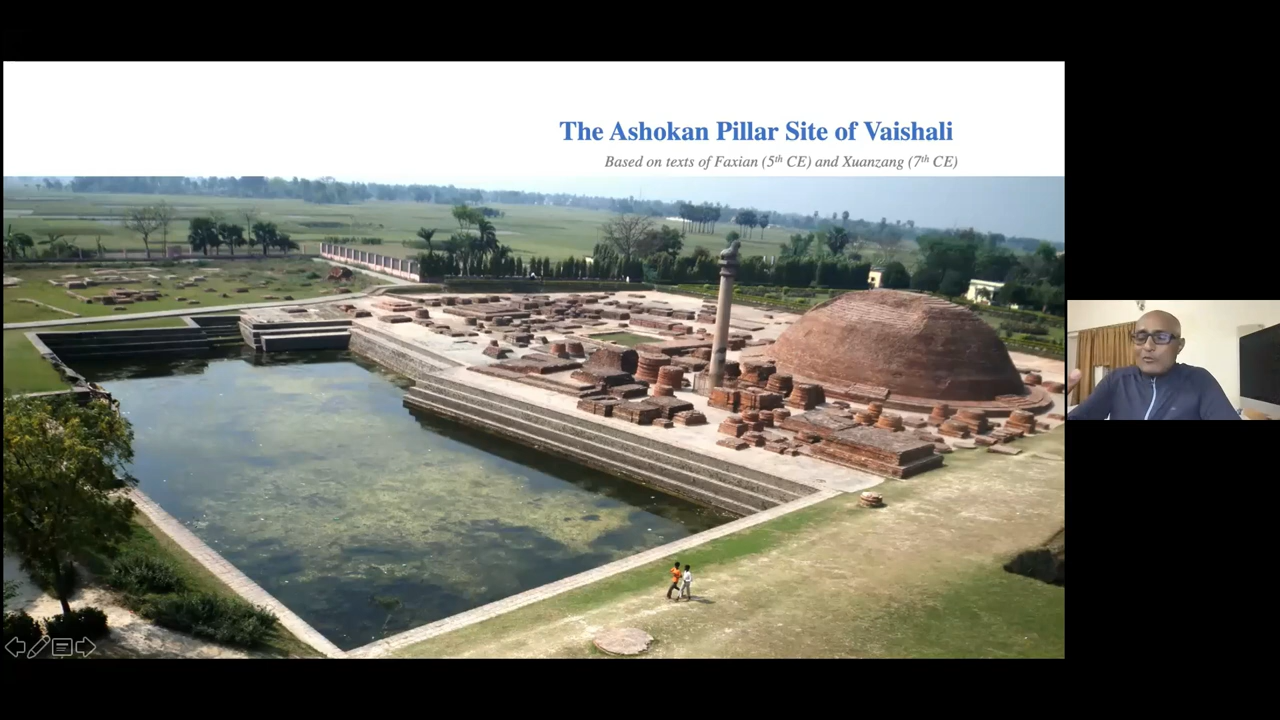 The Ashokan Pillar Site of Vaishali
Based on texts of Faxian (5th CE) and Xuanzang (7th CE)